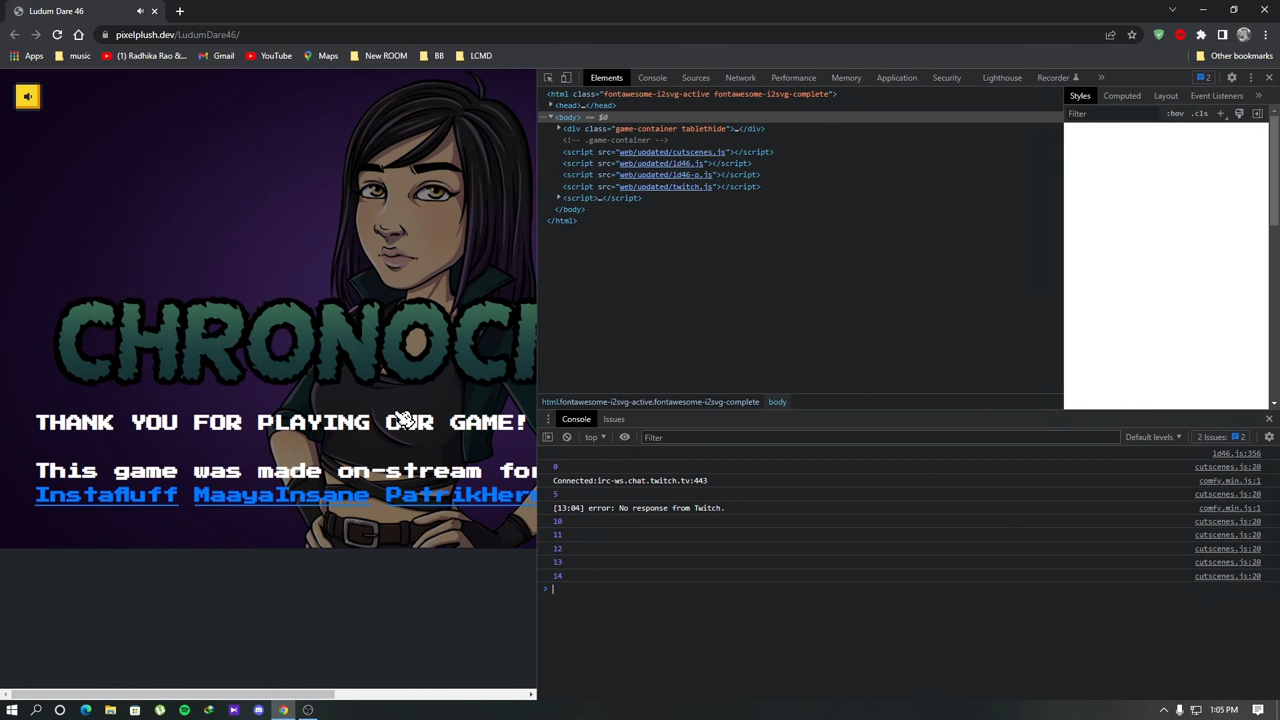 Ludum Dare 46
pixelplush.dev/LudumDare46/
Apps
music
(1) Radhika Rao &...
Gmail
YouTube
Maps
New ROOM
BB
LCMD
Other bookmarks
CHRONOC
THANK YOU FOR PLAYING OUR GAME!
This game was made on-stream for
Instafluff MaayaInsane PatrikHer
Elements Console Sources Network Performance Memory Application Security Lighthouse Recorder » 2
<html class="fontawesome-i2svg-active fontawesome-i2svg-complete">
<head>…</head>
<body> == $0
<div class="game-container tablethide">…</div>
<!-- .game-container -->
<script src="web/updated/cutscenes.js"></script>
<script src="web/updated/ld46.js"></script>
<script src="web/updated/ld46-p.js"></script>
<script src="web/updated/twitch.js"></script>
<script>…</script>
</body>
</html>
html.fontawesome-i2svg-active.fontawesome-i2svg-complete body
Styles Computed Layout Event Listeners »
Filter :hov .cls +
Console Issues
top Filter Default levels 2 Issues: 2
ld46.js:356
0 cutscenes.js:20
Connected:irc-ws.chat.twitch.tv:443 comfy.min.js:1
5 cutscenes.js:20
[13:04] error: No response from Twitch. comfy.min.js:1
10 cutscenes.js:20
11 cutscenes.js:20
12 cutscenes.js:20
13 cutscenes.js:20
14 cutscenes.js:20
1:05 PM